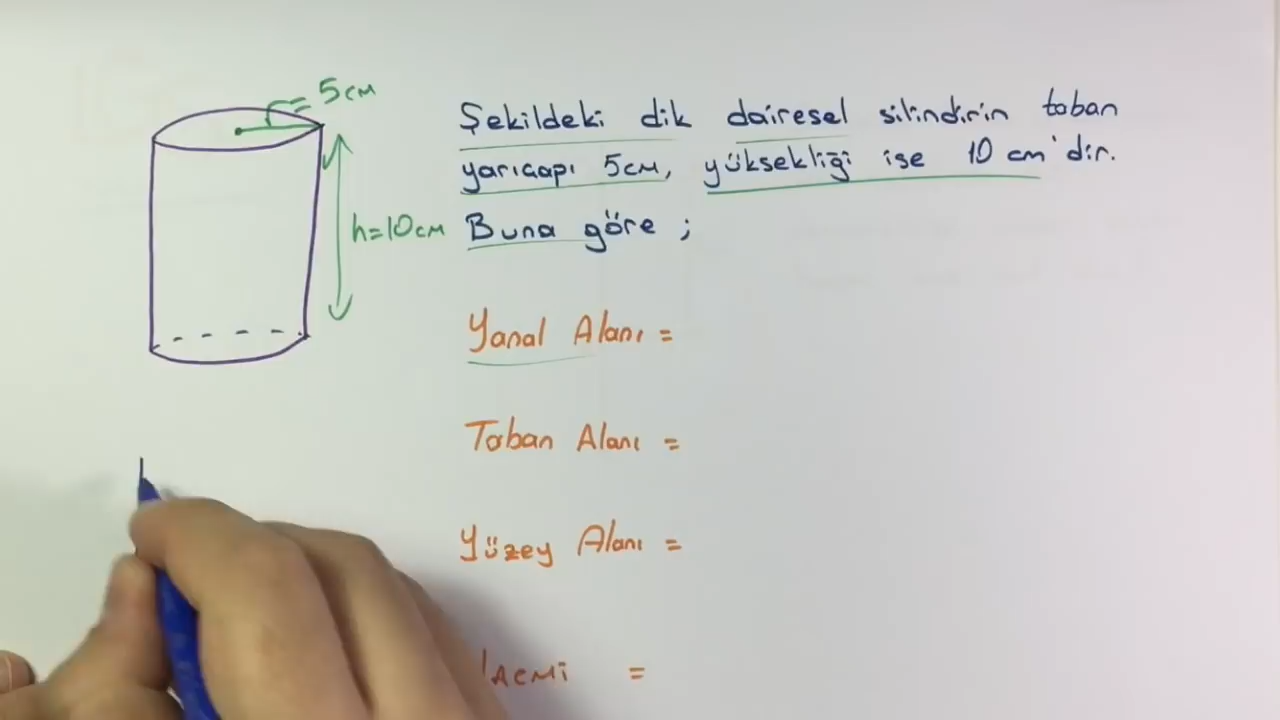 r = 5cm
Şekildeki dik dairesel silindirin taban
yarıçapı 5cm, yüksekliği ise 10 cm'dir.
h=10cm
Buna göre ;
Yanal Alanı =
Taban Alanı =
Yüzey Alanı =
=